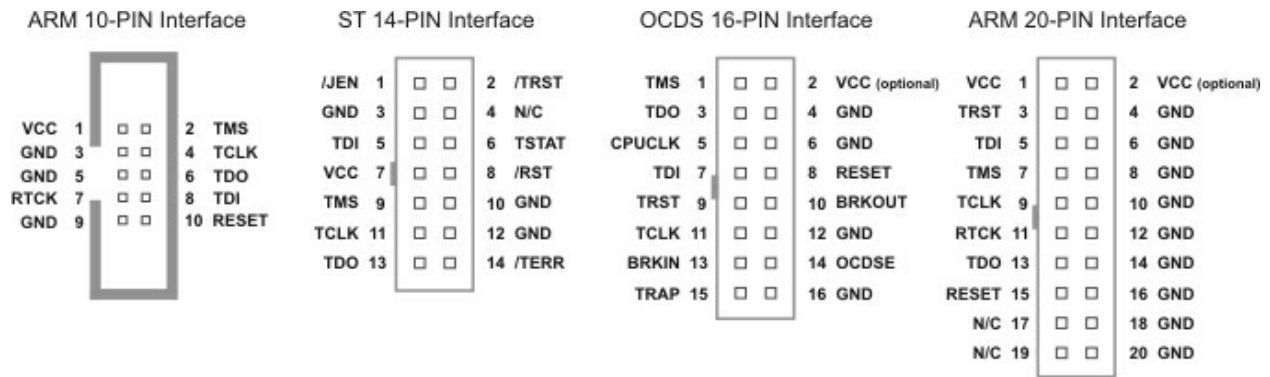 ARM 10-PIN Interface
VCC 1 2 TMS
GND 3 4 TCLK
GND 5 6 TDO
RTCK 7 8 TDI
GND 9 10 RESET
ST 14-PIN Interface
/JEN 1 2 /TRST
GND 3 4 N/C
TDI 5 6 TSTAT
VCC 7 8 /RST
TMS 9 10 GND
TCLK 11 12 GND
TDO 13 14 /TERR
OCDS 16-PIN Interface
TMS 1 2 VCC (optional)
TDO 3 4 GND
CPUCLK 5 6 GND
TDI 7 8 RESET
TRST 9 10 BRKOUT
TCLK 11 12 GND
BRKIN 13 14 OCDSE
TRAP 15 16 GND
ARM 20-PIN Interface
VCC 1 2 VCC (optional)
TRST 3 4 GND
TDI 5 6 GND
TMS 7 8 GND
TCLK 9 10 GND
RTCK 11 12 GND
TDO 13 14 GND
RESET 15 16 GND
N/C 17 18 GND
N/C 19 20 GND